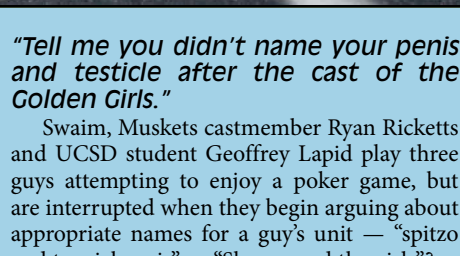 “Tell me you didn’t name your penis
and testicle after the cast of the
Golden Girls.”
Swaim, Muskets castmember Ryan Ricketts
and UCSD student Geoffrey Lapid play three
guys attempting to enjoy a poker game, but
are interrupted when they begin arguing about
appropriate names for a guy’s unit — “spitzo